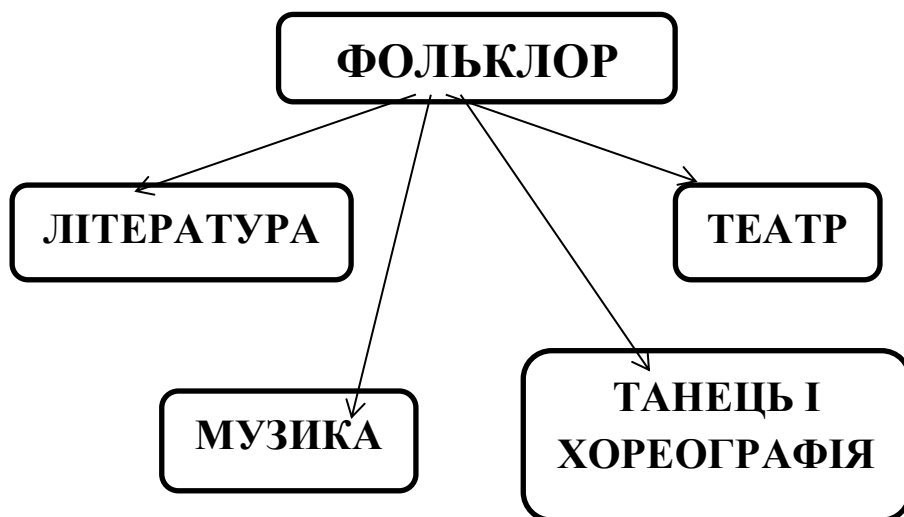 ФОЛЬКЛОР
ЛІТЕРАТУРА
ТЕАТР
МУЗИКА
ТАНЕЦЬ І
ХОРЕОГРАФІЯ